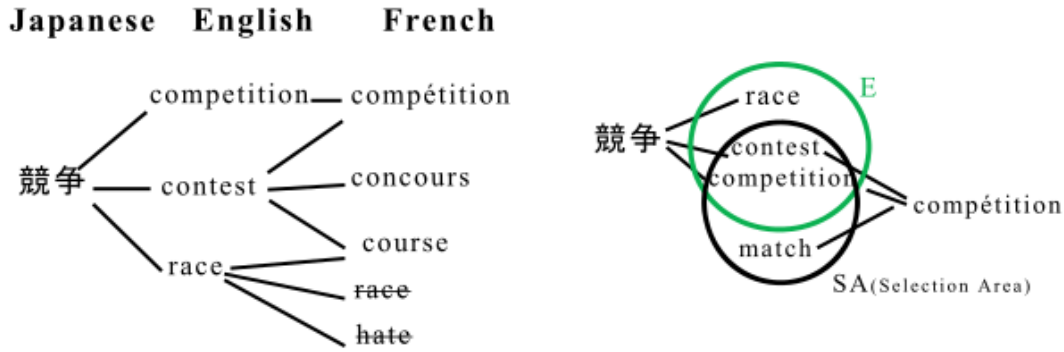 Japanese English French
競争
competition
contest
race
compétition
concours
course
race
hate
E
競争
race
contest
competition
match
compétition
SA(Selection Area)